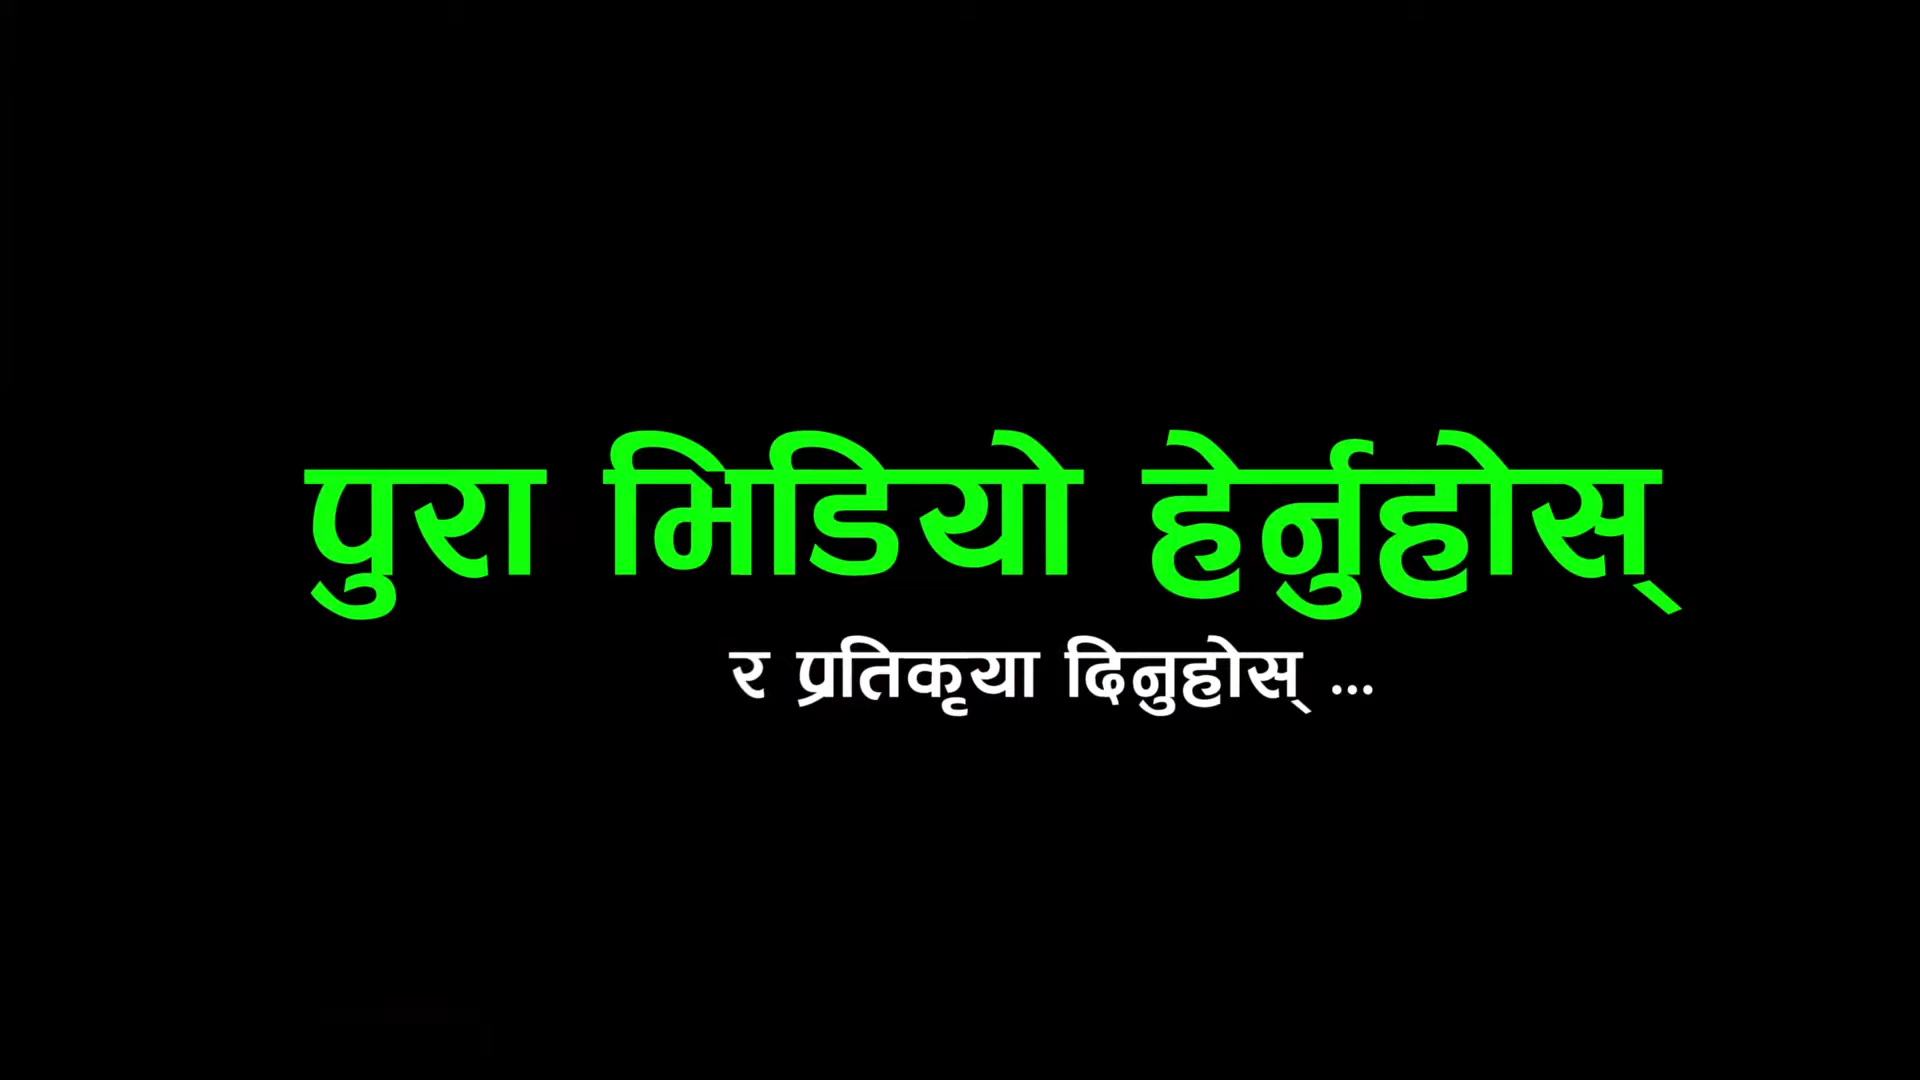 पुरा भिडियो हेर्नुहोस्
र प्रतिकृया दिनुहोस् ...